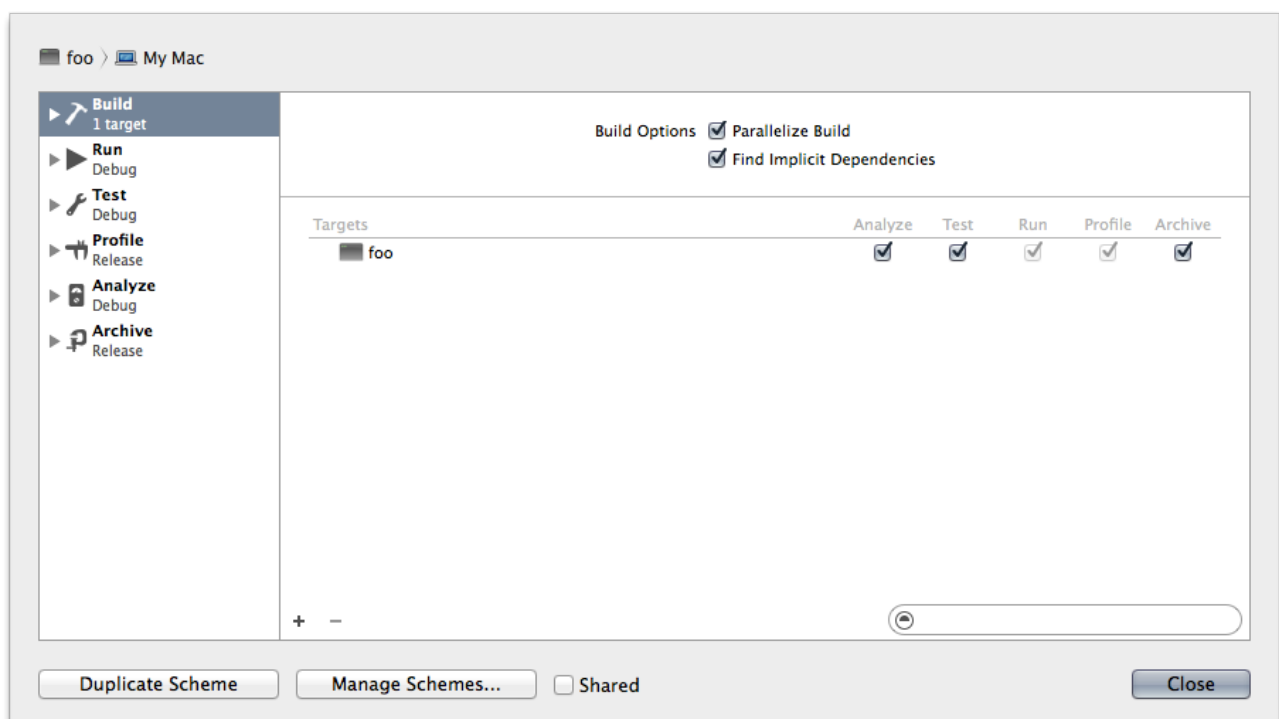 foo 〉 My Mac
Build
1 target
Run
Debug
Test
Debug
Profile
Release
Analyze
Debug
Archive
Release
Build Options Parallelize Build
Find Implicit Dependencies
Targets Analyze Test Run Profile Archive
foo
+ −
Duplicate Scheme Manage Schemes... Shared Close